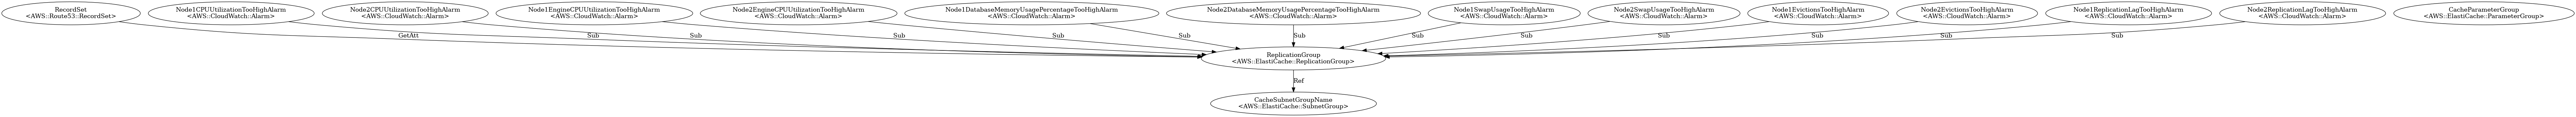 RecordSet
<AWS::Route53::RecordSet>
Node1CPUUtilizationTooHighAlarm
<AWS::CloudWatch::Alarm>
Node2CPUUtilizationTooHighAlarm
<AWS::CloudWatch::Alarm>
Node1EngineCPUUtilizationTooHighAlarm
<AWS::CloudWatch::Alarm>
Node2EngineCPUUtilizationTooHighAlarm
<AWS::CloudWatch::Alarm>
Node1DatabaseMemoryUsagePercentageTooHighAlarm
<AWS::CloudWatch::Alarm>
Node2DatabaseMemoryUsagePercentageTooHighAlarm
<AWS::CloudWatch::Alarm>
Node1SwapUsageTooHighAlarm
<AWS::CloudWatch::Alarm>
Node2SwapUsageTooHighAlarm
<AWS::CloudWatch::Alarm>
Node1EvictionsTooHighAlarm
<AWS::CloudWatch::Alarm>
Node2EvictionsTooHighAlarm
<AWS::CloudWatch::Alarm>
Node1ReplicationLagTooHighAlarm
<AWS::CloudWatch::Alarm>
Node2ReplicationLagTooHighAlarm
<AWS::CloudWatch::Alarm>
CacheParameterGroup
<AWS::ElastiCache::ParameterGroup>
GetAtt
Sub
Sub
Sub
Sub
Sub
Sub
Sub
Sub
Sub
Sub
Sub
Sub
ReplicationGroup
<AWS::ElastiCache::ReplicationGroup>
Ref
CacheSubnetGroupName
<AWS::ElastiCache::SubnetGroup>